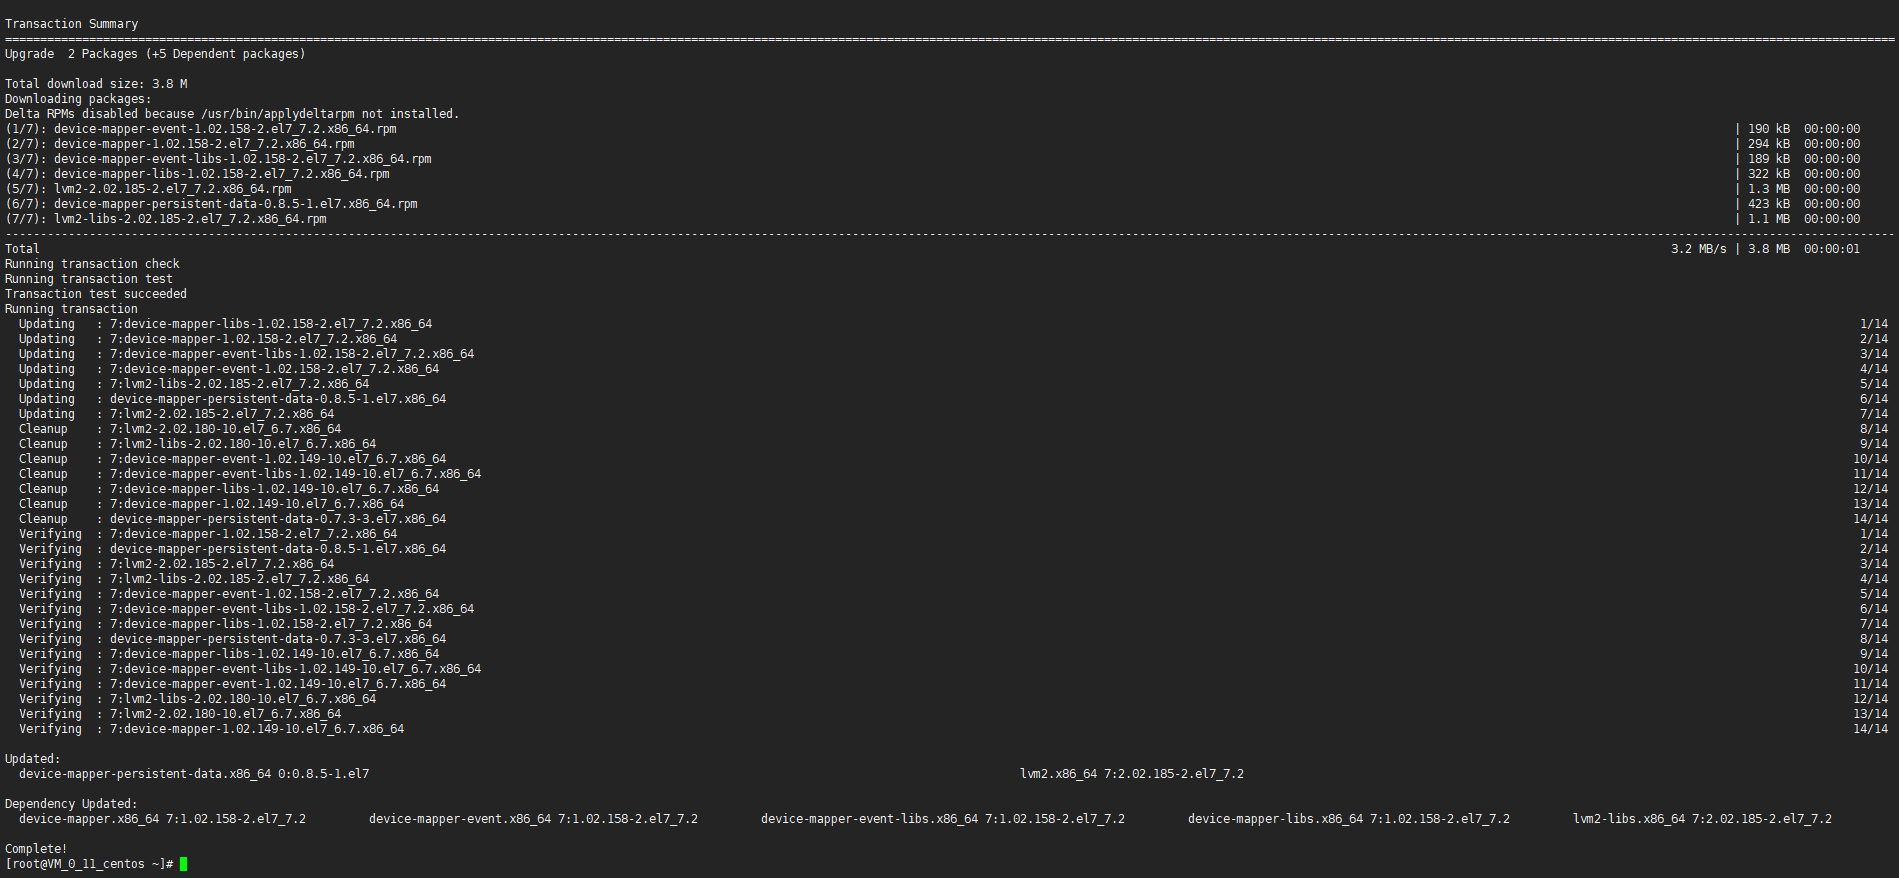 Transaction Summary
================================================================================
Upgrade  2 Packages (+5 Dependent packages)
Total download size: 3.8 M
Downloading packages:
Delta RPMs disabled because /usr/bin/applydeltarpm not installed.
(1/7): device-mapper-event-1.02.158-2.el7_7.2.x86_64.rpm | 190 kB  00:00:00
(2/7): device-mapper-1.02.158-2.el7_7.2.x86_64.rpm | 294 kB  00:00:00
(3/7): device-mapper-event-libs-1.02.158-2.el7_7.2.x86_64.rpm | 189 kB  00:00:00
(4/7): device-mapper-libs-1.02.158-2.el7_7.2.x86_64.rpm | 322 kB  00:00:00
(5/7): lvm2-2.02.185-2.el7_7.2.x86_64.rpm | 1.3 MB  00:00:00
(6/7): device-mapper-persistent-data-0.8.5-1.el7.x86_64.rpm | 423 kB  00:00:00
(7/7): lvm2-libs-2.02.185-2.el7_7.2.x86_64.rpm | 1.1 MB  00:00:00
--------------------------------------------------------------------------------
Total 3.2 MB/s | 3.8 MB  00:00:01
Running transaction check
Running transaction test
Transaction test succeeded
Running transaction
Updating   : 7:device-mapper-libs-1.02.158-2.el7_7.2.x86_64 1/14
Updating   : 7:device-mapper-1.02.158-2.el7_7.2.x86_64 2/14
Updating   : 7:device-mapper-event-libs-1.02.158-2.el7_7.2.x86_64 3/14
Updating   : 7:device-mapper-event-1.02.158-2.el7_7.2.x86_64 4/14
Updating   : 7:lvm2-libs-2.02.185-2.el7_7.2.x86_64 5/14
Updating   : device-mapper-persistent-data-0.8.5-1.el7.x86_64 6/14
Updating   : 7:lvm2-2.02.185-2.el7_7.2.x86_64 7/14
Cleanup    : 7:lvm2-2.02.180-10.el7_6.7.x86_64 8/14
Cleanup    : 7:lvm2-libs-2.02.180-10.el7_6.7.x86_64 9/14
Cleanup    : 7:device-mapper-event-1.02.149-10.el7_6.7.x86_64 10/14
Cleanup    : 7:device-mapper-event-libs-1.02.149-10.el7_6.7.x86_64 11/14
Cleanup    : 7:device-mapper-libs-1.02.149-10.el7_6.7.x86_64 12/14
Cleanup    : 7:device-mapper-1.02.149-10.el7_6.7.x86_64 13/14
Cleanup    : device-mapper-persistent-data-0.7.3-3.el7.x86_64 14/14
Verifying  : 7:device-mapper-1.02.158-2.el7_7.2.x86_64 1/14
Verifying  : device-mapper-persistent-data-0.8.5-1.el7.x86_64 2/14
Verifying  : 7:lvm2-2.02.185-2.el7_7.2.x86_64 3/14
Verifying  : 7:lvm2-libs-2.02.185-2.el7_7.2.x86_64 4/14
Verifying  : 7:device-mapper-event-1.02.158-2.el7_7.2.x86_64 5/14
Verifying  : 7:device-mapper-event-libs-1.02.158-2.el7_7.2.x86_64 6/14
Verifying  : 7:device-mapper-libs-1.02.158-2.el7_7.2.x86_64 7/14
Verifying  : device-mapper-persistent-data-0.7.3-3.el7.x86_64 8/14
Verifying  : 7:device-mapper-libs-1.02.149-10.el7_6.7.x86_64 9/14
Verifying  : 7:device-mapper-event-libs-1.02.149-10.el7_6.7.x86_64 10/14
Verifying  : 7:device-mapper-event-1.02.149-10.el7_6.7.x86_64 11/14
Verifying  : 7:lvm2-libs-2.02.180-10.el7_6.7.x86_64 12/14
Verifying  : 7:lvm2-2.02.180-10.el7_6.7.x86_64 13/14
Verifying  : 7:device-mapper-1.02.149-10.el7_6.7.x86_64 14/14
Updated:
device-mapper-persistent-data.x86_64 0:0.8.5-1.el7 lvm2.x86_64 7:2.02.185-2.el7_7.2
Dependency Updated:
device-mapper.x86_64 7:1.02.158-2.el7_7.2 device-mapper-event.x86_64 7:1.02.158-2.el7_7.2 device-mapper-event-libs.x86_64 7:1.02.158-2.el7_7.2 device-mapper-libs.x86_64 7:1.02.158-2.el7_7.2 lvm2-libs.x86_64 7:2.02.185-2.el7_7.2
Complete!
[root@VM_0_11_centos ~]#